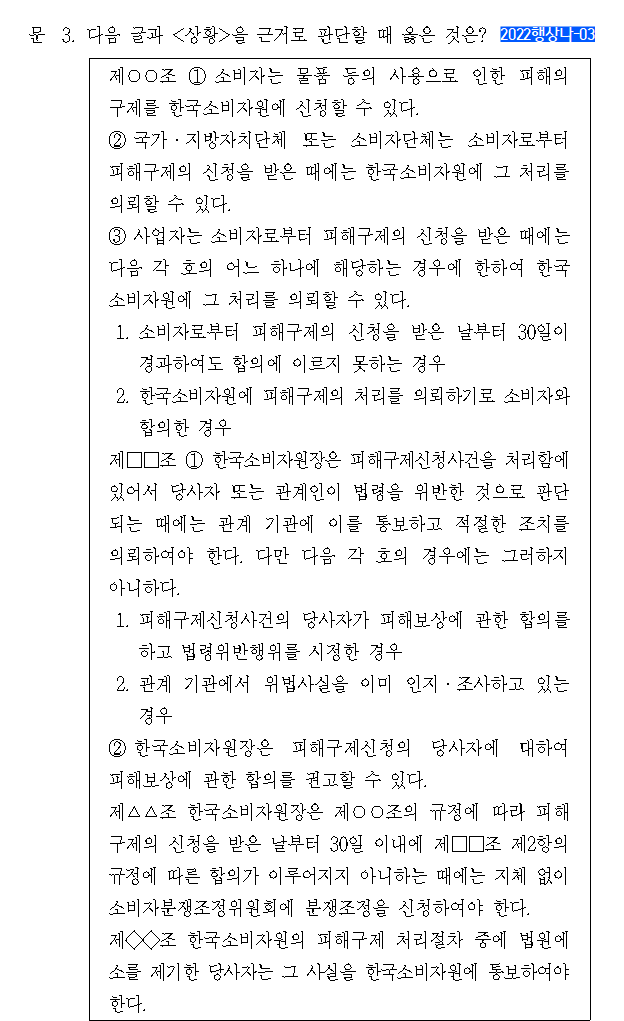 문 3. 다음 글과 <상황>을 근거로 판단할 때 옳은 것은? 2022행상나-03
제○○조 ① 소비자는 물품 등의 사용으로 인한 피해의
구제를 한국소비자원에 신청할 수 있다.
② 국가·지방자치단체 또는 소비자단체는 소비자로부터
피해구제의 신청을 받은 때에는 한국소비자원에 그 처리를
의뢰할 수 있다.
③ 사업자는 소비자로부터 피해구제의 신청을 받은 때에는
다음 각 호의 어느 하나에 해당하는 경우에 한하여 한국
소비자원에 그 처리를 의뢰할 수 있다.
1. 소비자로부터 피해구제의 신청을 받은 날부터 30일이
경과하여도 합의에 이르지 못하는 경우
2. 한국소비자원에 피해구제의 처리를 의뢰하기로 소비자와
합의한 경우
제□□조 ① 한국소비자원장은 피해구제신청사건을 처리함에
있어서 당사자 또는 관계인이 법령을 위반한 것으로 판단
되는 때에는 관계 기관에 이를 통보하고 적절한 조치를
의뢰하여야 한다. 다만 다음 각 호의 경우에는 그러하지
아니하다.
1. 피해구제신청사건의 당사자가 피해보상에 관한 합의를
하고 법령위반행위를 시정한 경우
2. 관계 기관에서 위법사실을 이미 인지·조사하고 있는
경우
② 한국소비자원장은 피해구제신청의 당사자에 대하여
피해보상에 관한 합의를 권고할 수 있다.
제△△조 한국소비자원장은 제○○조의 규정에 따라 피해
구제의 신청을 받은 날부터 30일 이내에 제□□조 제2항의
규정에 따른 합의가 이루어지지 아니하는 때에는 지체 없이
소비자분쟁조정위원회에 분쟁조정을 신청하여야 한다.
제◇◇조 한국소비자원의 피해구제 처리절차 중에 법원에
소를 제기한 당사자는 그 사실을 한국소비자원에 통보하여야
한다.